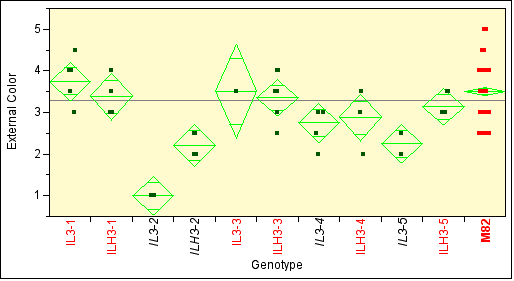 External Color
5
4
3
2
1
IL3-1
ILH3-1
IL3-2
ILH3-2
IL3-3
ILH3-3
IL3-4
ILH3-4
IL3-5
ILH3-5
M82
Genotype